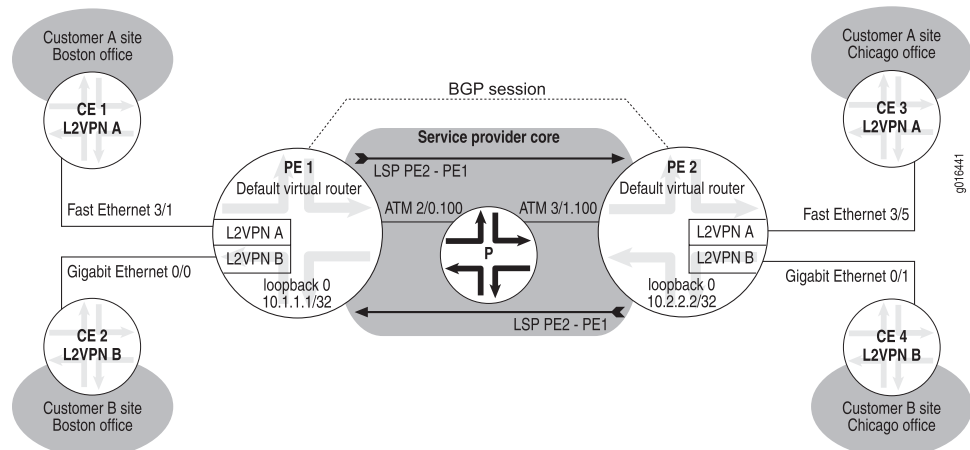 Customer A site
Boston office
CE 1
L2VPN A
Fast Ethernet 3/1
Gigabit Ethernet 0/0
CE 2
L2VPN B
Customer B site
Boston office
BGP session
Service provider core
LSP PE2 - PE1
PE 1
Default virtual router
L2VPN A
L2VPN B
loopback 0
10.1.1.1/32
ATM 2/0.100
P
ATM 3/1.100
LSP PE2 - PE1
PE 2
Default virtual router
L2VPN A
L2VPN B
loopback 0
10.2.2.2/32
Customer A site
Chicago office
CE 3
L2VPN A
Fast Ethernet 3/5
Gigabit Ethernet 0/1
CE 4
L2VPN B
Customer B site
Chicago office
g016441